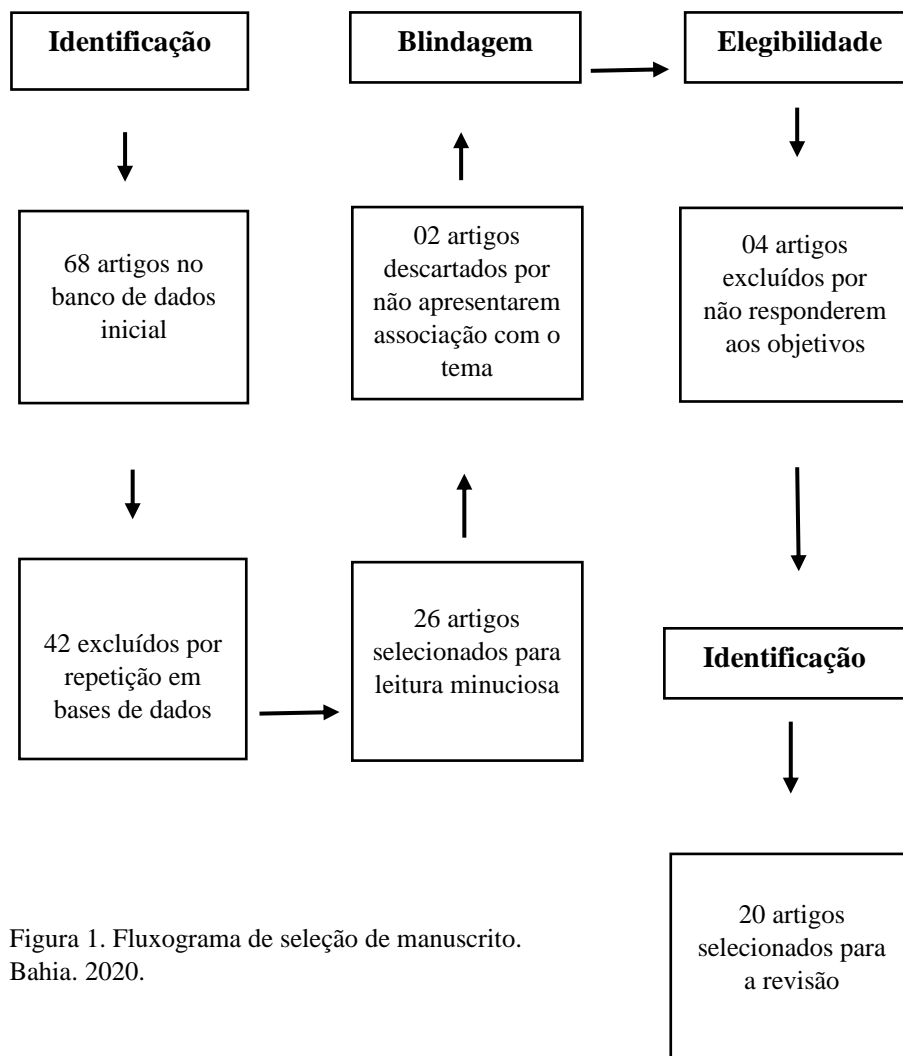 Identificação
68 artigos no
banco de dados
inicial
42 excluídos por
repetição em
bases de dados
26 artigos
selecionados para
leitura minuciosa
02 artigos
descartados por
não apresentarem
associação com o
tema
Blindagem
Elegibilidade
04 artigos
excluídos por
não responderem
aos objetivos
Identificação
20 artigos
selecionados para
a revisão
Figura 1. Fluxograma de seleção de manuscrito.
Bahia. 2020.